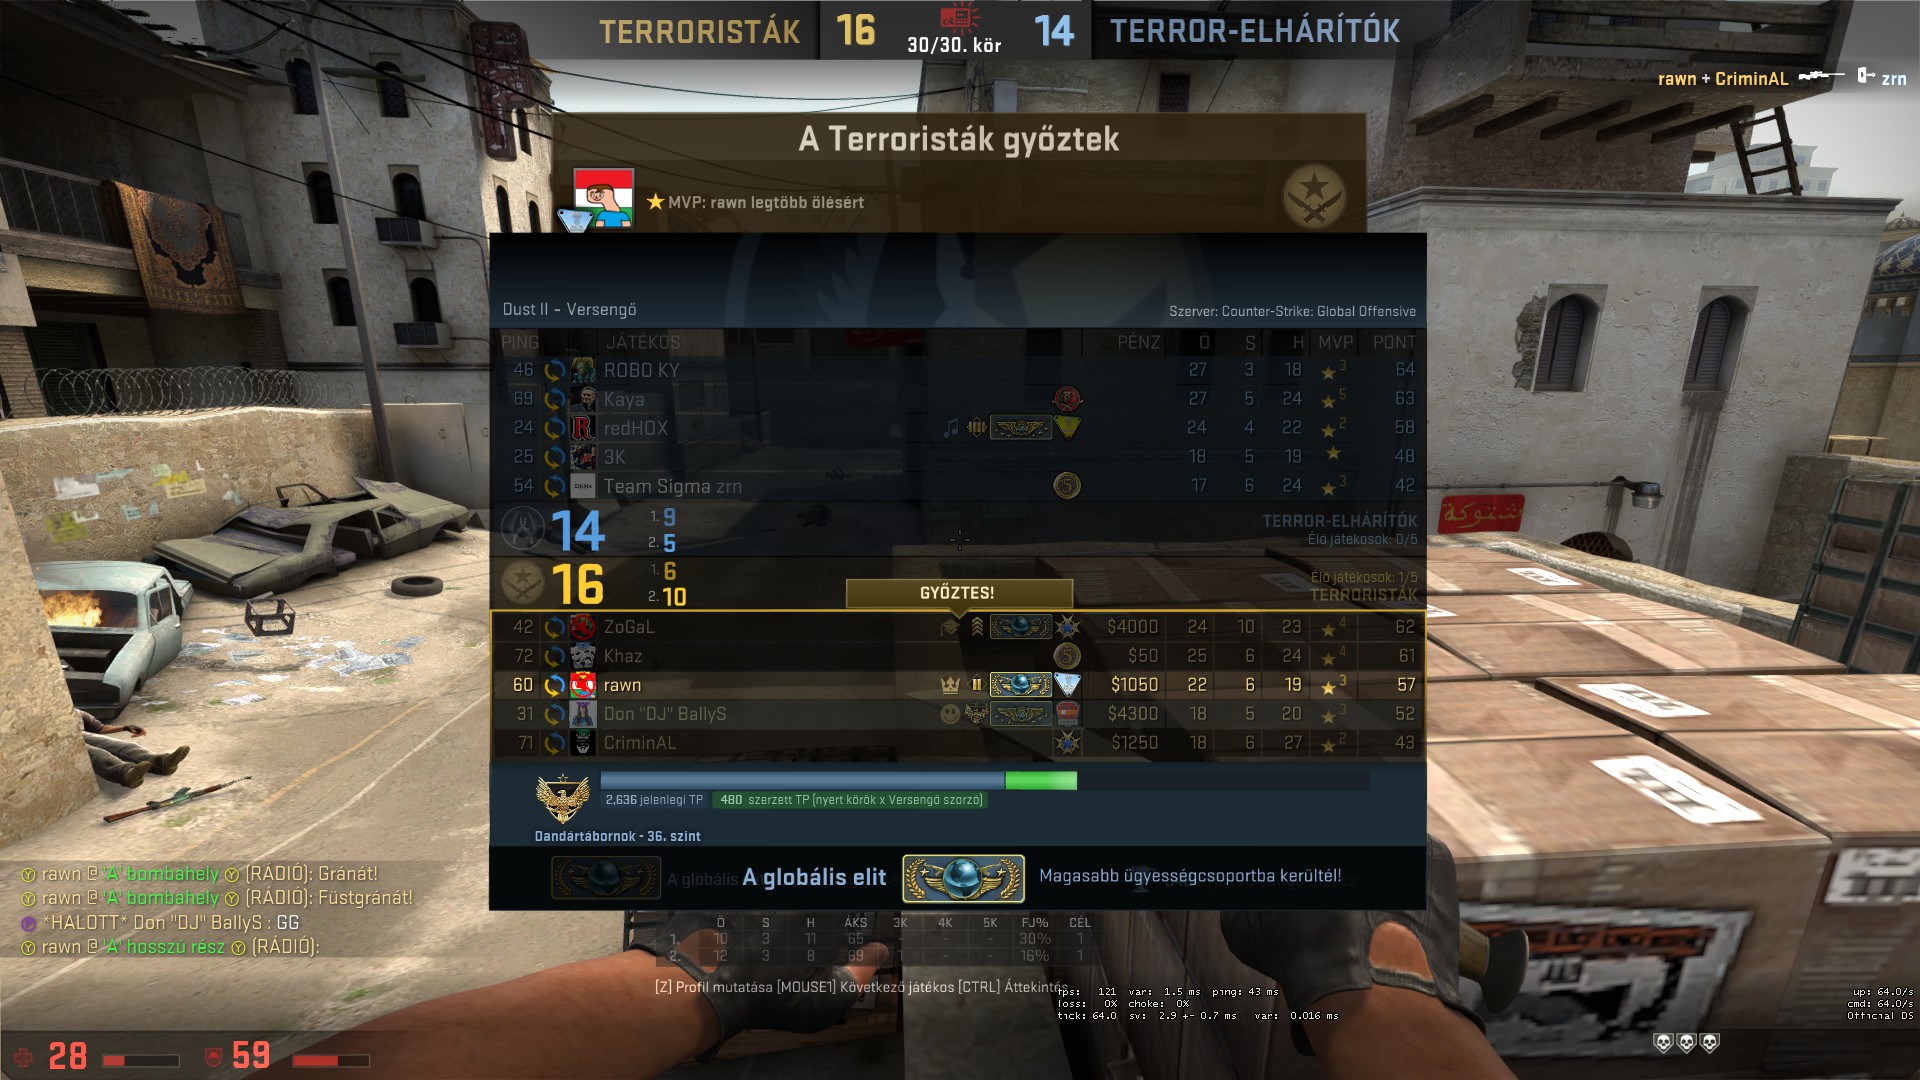 TERRORISTÁK 16 30/30. kör 14 TERROR-ELHÁRÍTÓK
rawn + CriminAL zrn
A Terroristák győztek
MVP: rawn legtöbb ölésért
Dust II - Versengő
Szerver: Counter-Strike: Global Offensive
PING JÁTÉKOS PÉNZ Ö S H MVP PONT
46 ROBO KY 27 3 18 3 64
69 Kaya 27 5 24 5 63
24 redHOX 24 4 22 2 58
25 3K 18 5 19 48
54 Team Sigma zrn 5 17 6 24 3 42
14 1. 9
2. 5
TERROR-ELHÁRÍTÓK
Élő játékosok: 0/5
16 1. 6
2. 10
Élő játékosok: 1/5
TERRORISTÁK
GYŐZTES!
42 ZoGaL $4000 24 10 23 4 62
72 Khaz 5 $50 25 6 24 4 61
60 rawn $1050 22 6 19 3 57
31 Don "DJ" BallyS $4300 18 5 20 3 52
71 CriminAL $1250 18 6 27 2 43
2,636 jelenlegi TP 480 szerzett TP (nyert körök x Versengő szorzó)
Dandártábornok - 36. szint
A globális elit Magasabb ügyességcsoportba kerültél!
Ö S H ÁKS 3K 4K 5K FJ% CÉL
1. 10 3 11 65 - - - 30% 1
2. 12 3 8 69 1 - - 16% 1
[Z] Profil mutatása [MOUSE1] Következő játékos [CTRL] Áttekintés
rawn @ 'A' bombahely (RÁDIÓ): Gránát!
rawn @ 'A' bombahely (RÁDIÓ): Füstgránát!
*HALOTT* Don "DJ" BallyS : GG
rawn @ 'A' hosszú rész (RÁDIÓ):
fps: 121 var: 1.5 ms ping: 43 ms
loss: 0% choke: 0%
tick: 64.0 sv: 2.9 +- 0.7 ms var: 0.016 ms
up: 64.0/s
cmd: 64.0/s
Official DS
28 59